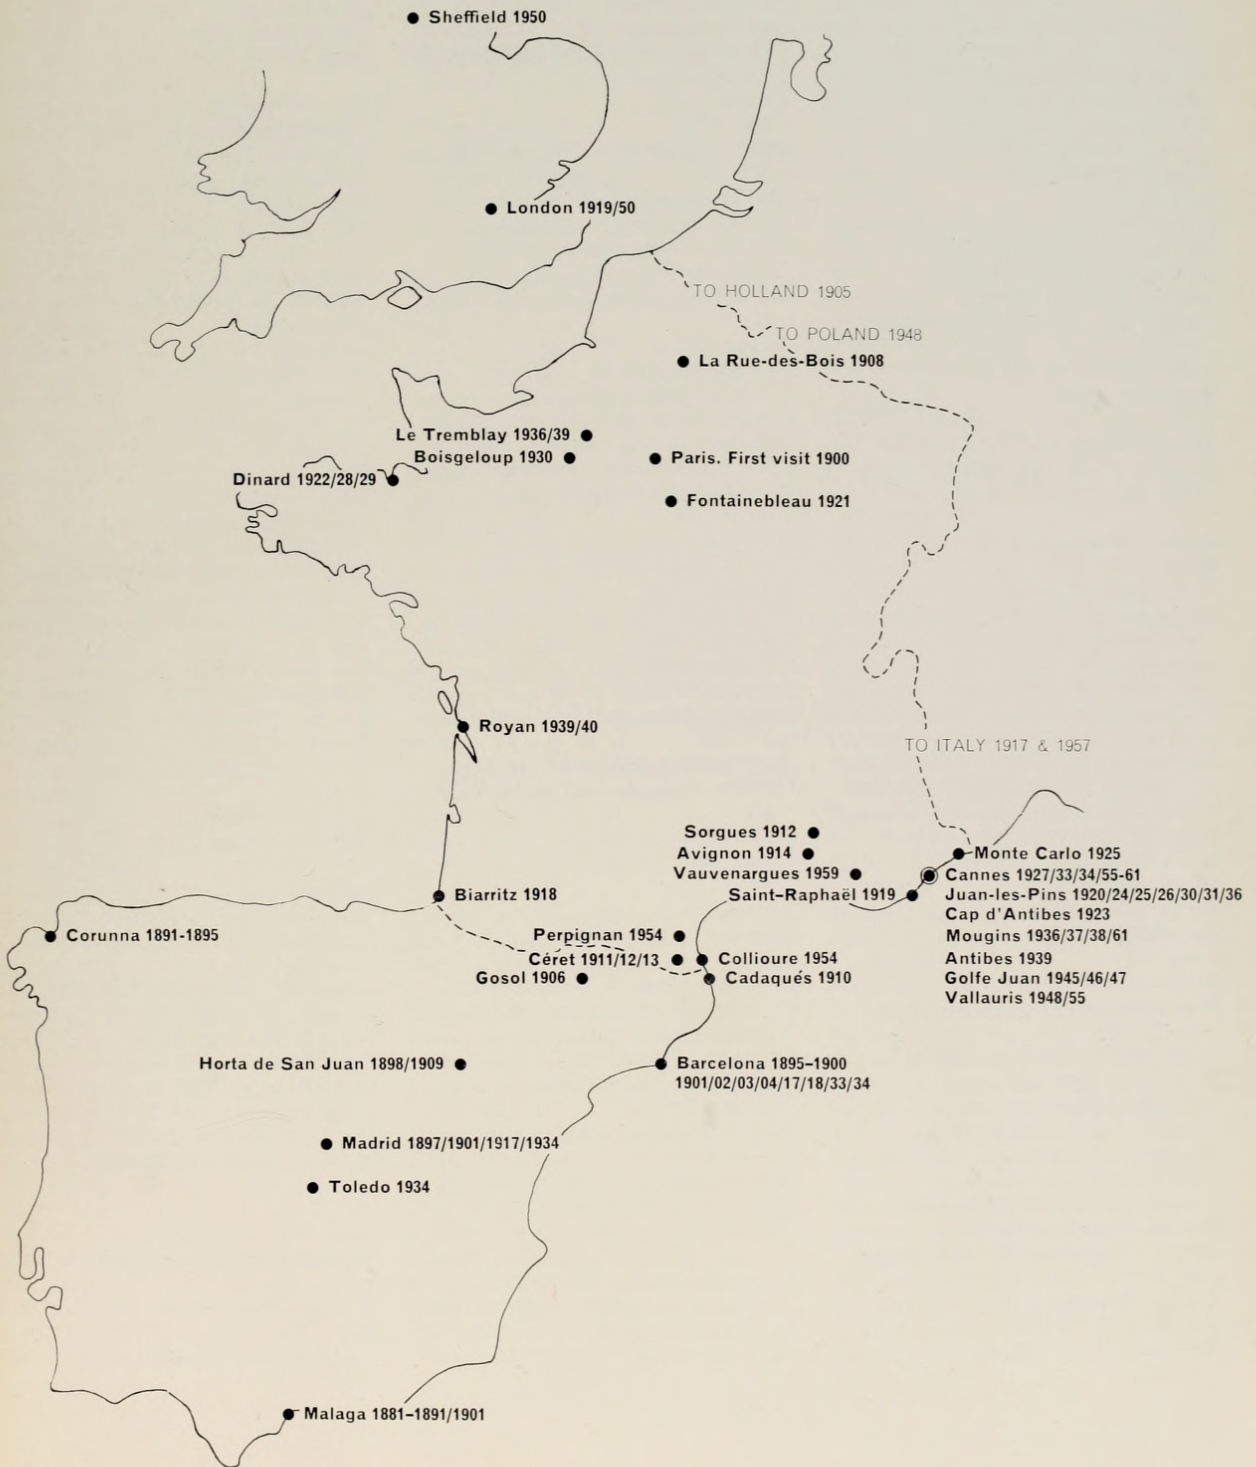 Sheffield 1950
London 1919/50
TO HOLLAND 1905
TO POLAND 1948
La Rue-des-Bois 1908
Le Tremblay 1936/39
Boisgeloup 1930
Paris. First visit 1900
Dinard 1922/28/29
Fontainebleau 1921
Royan 1939/40
TO ITALY 1917 & 1957
Sorgues 1912
Avignon 1914
Monte Carlo 1925
Vauvenargues 1959
Cannes 1927/33/34/55-61
Saint-Raphaël 1919
Juan-les-Pins 1920/24/25/26/30/31/36
Biarritz 1918
Cap d'Antibes 1923
Corunna 1891-1895
Perpignan 1954
Mougins 1936/37/38/61
Céret 1911/12/13
Collioure 1954
Antibes 1939
Gosol 1906
Cadaqués 1910
Golfe Juan 1945/46/47
Vallauris 1948/55
Horta de San Juan 1898/1909
Barcelona 1895-1900
1901/02/03/04/17/18/33/34
Madrid 1897/1901/1917/1934
Toledo 1934
Malaga 1881-1891/1901